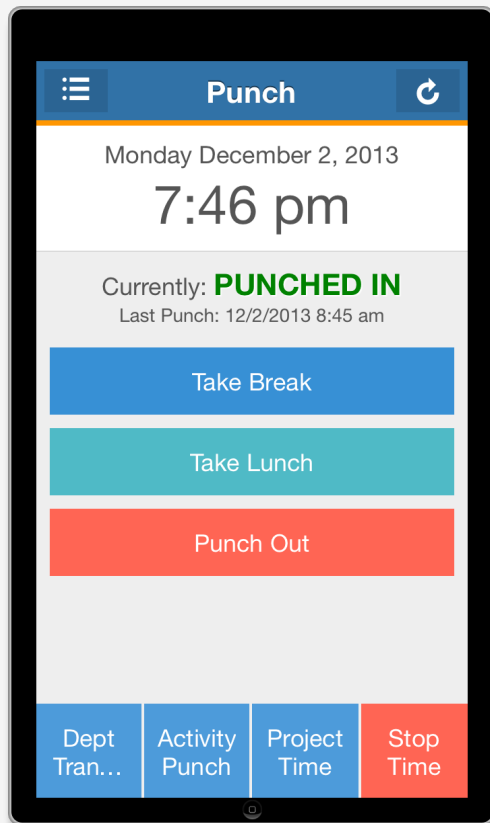 Punch
Monday December 2, 2013
7:46 pm
Currently: PUNCHED IN
Last Punch: 12/2/2013 8:45 am
Take Break
Take Lunch
Punch Out
Dept
Tran...
Activity
Punch
Project
Time
Stop
Time